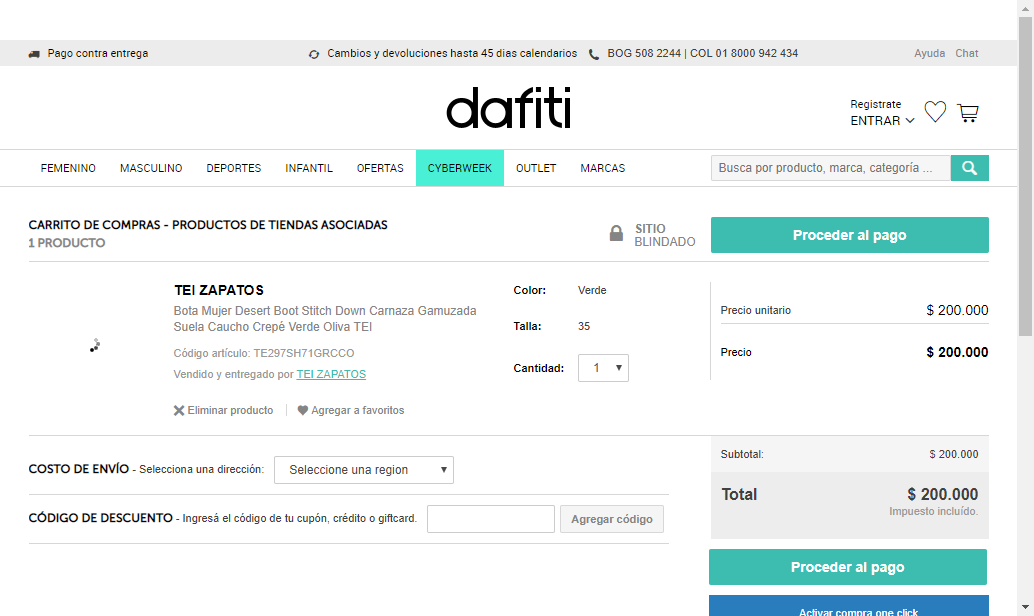 Pago contra entrega
Cambios y devoluciones hasta 45 dias calendarios
BOG 508 2244 | COL 01 8000 942 434
Ayuda Chat
dafiti
Registrate
ENTRAR
FEMENINO MASCULINO DEPORTES INFANTIL OFERTAS CYBERWEEK OUTLET MARCAS
Busca por producto, marca, categoría ...
CARRITO DE COMPRAS - PRODUCTOS DE TIENDAS ASOCIADAS
1 PRODUCTO
SITIO
BLINDADO
Proceder al pago
TEI ZAPATOS
Bota Mujer Desert Boot Stitch Down Carnaza Gamuzada
Suela Caucho Crepé Verde Oliva TEI
Código artículo: TE297SH71GRCCO
Vendido y entregado por TEI ZAPATOS
Eliminar producto
Agregar a favoritos
Color: Verde
Talla: 35
Cantidad: 1
Precio unitario $ 200.000
Precio $ 200.000
COSTO DE ENVÍO - Selecciona una dirección: Seleccione una region
CÓDIGO DE DESCUENTO - Ingresá el código de tu cupón, crédito o giftcard. Agregar código
Subtotal: $ 200.000
Total $ 200.000
Impuesto incluído.
Proceder al pago
Activar compra one click